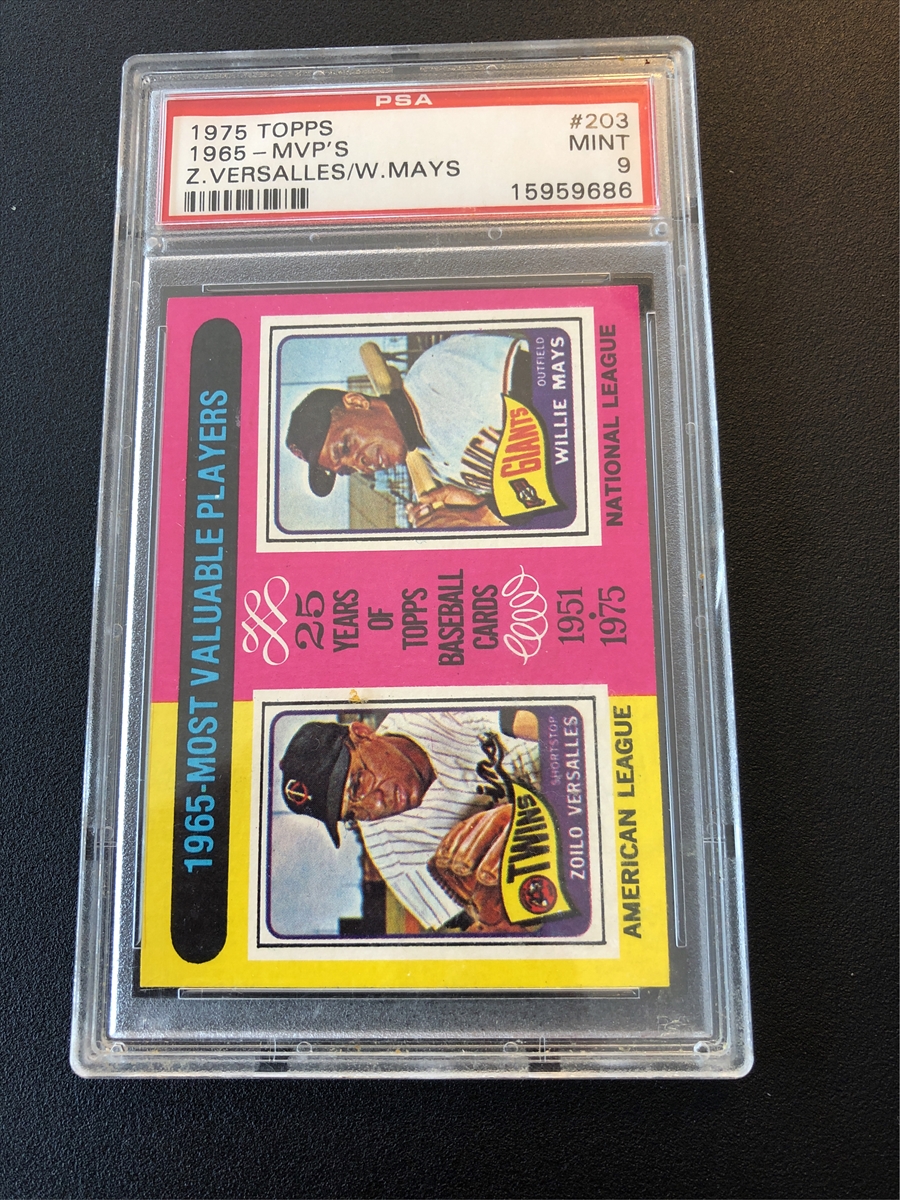 PSA
1975 TOPPS #203
1965-MVP'S MINT
Z.VERSALLES/W.MAYS 9
15959686
1965-MOST VALUABLE PLAYERS
TWINS
SHORTSTOP
ZOILO VERSALLES
AMERICAN LEAGUE
25
YEARS
OF
TOPPS
BASEBALL
CARDS
1951
•
1975
GIANTS
OUTFIELD
WILLIE MAYS
NATIONAL LEAGUE